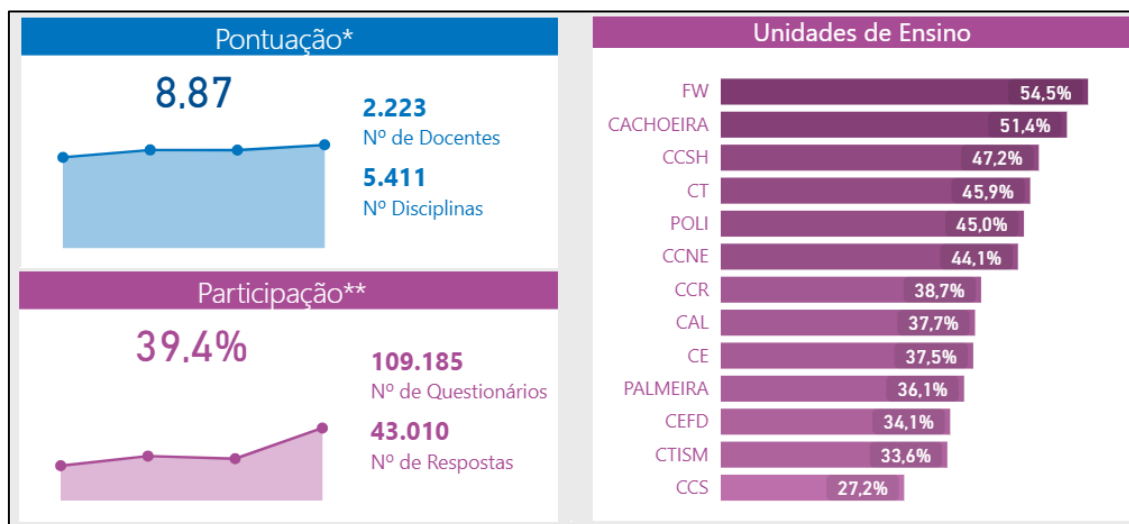 Pontuação*
8.87
2.223
Nº de Docentes
5.411
Nº Disciplinas
Participação**
39.4%
109.185
Nº de Questionários
43.010
Nº de Respostas
Unidades de Ensino
FW 54,5%
CACHOEIRA 51,4%
CCSH 47,2%
CT 45,9%
POLI 45,0%
CCNE 44,1%
CCR 38,7%
CAL 37,7%
CE 37,5%
PALMEIRA 36,1%
CEFD 34,1%
CTISM 33,6%
CCS 27,2%